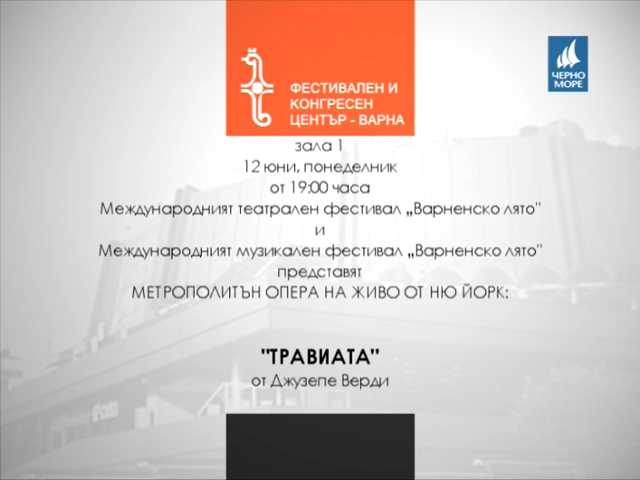 ФЕСТИВАЛЕН И
КОНГРЕСЕН
ЦЕНТЪР - ВАРНА
ЧЕРНО
МОРЕ
зала 1
12 юни, понеделник
от 19:00 часа
Международният театрален фестивал „Варненско лято"
и
Международният музикален фестивал „Варненско лято"
представят
МЕТРОПОЛИТЪН ОПЕРА НА ЖИВО ОТ НЮ ЙОРК:
"ТРАВИАТА"
от Джузепе Верди